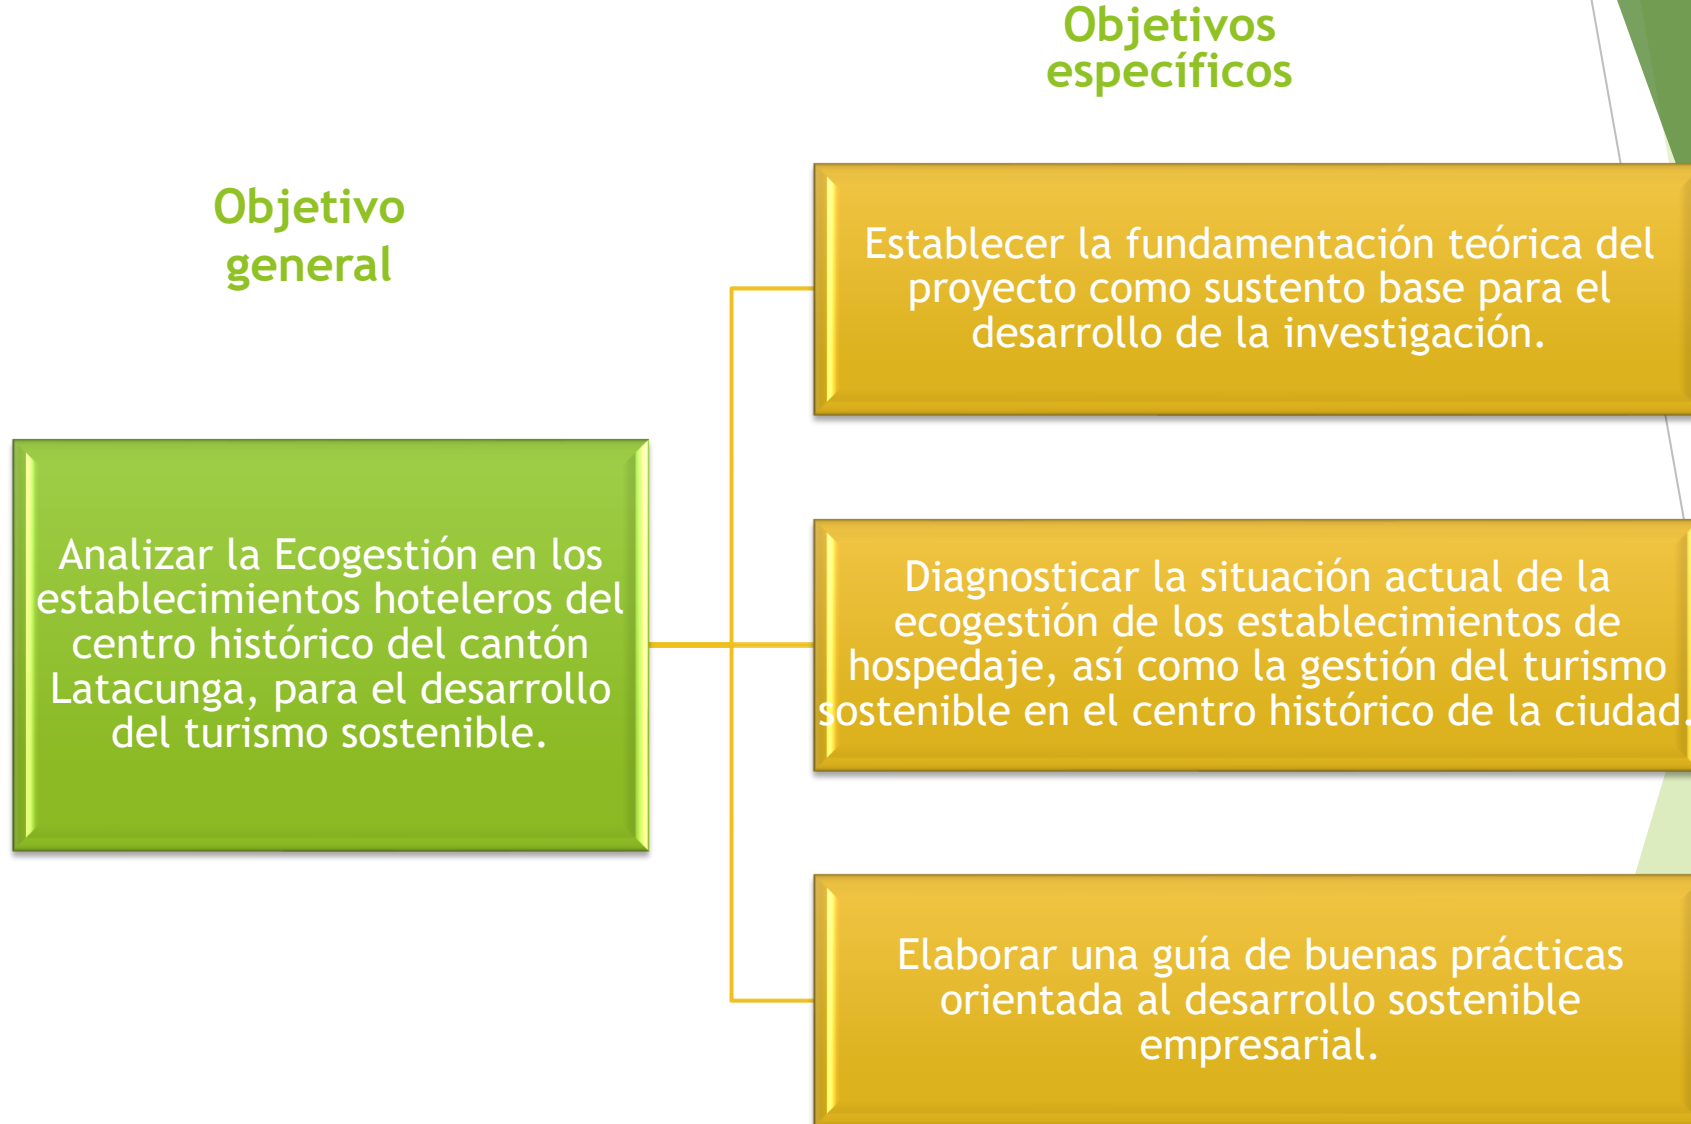 Objetivo
general
Analizar la Ecogestión en los
establecimientos hoteleros del
centro histórico del cantón
Latacunga, para el desarrollo
del turismo sostenible.
Objetivos
específicos
Establecer la fundamentación teórica del
proyecto como sustento base para el
desarrollo de la investigación.
Diagnosticar la situación actual de la
ecogestión de los establecimientos de
hospedaje, así como la gestión del turismo
sostenible en el centro histórico de la ciudad.
Elaborar una guía de buenas prácticas
orientada al desarrollo sostenible
empresarial.